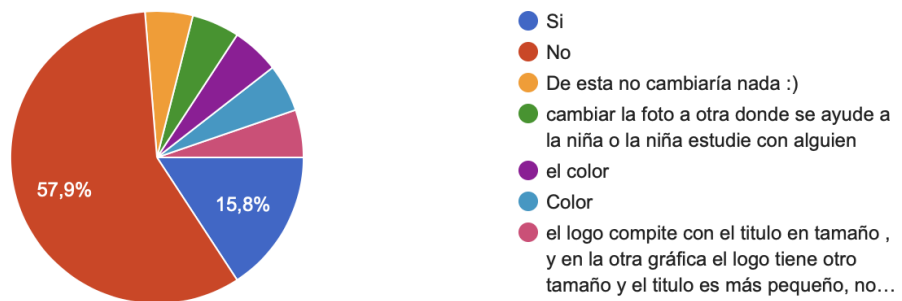 57,9%
15,8%
Si
No
De esta no cambiaría nada :)
cambiar la foto a otra donde se ayude a
la niña o la niña estudie con alguien
el color
Color
el logo compite con el titulo en tamaño ,
y en la otra gráfica el logo tiene otro
tamaño y el titulo es más pequeño, no…